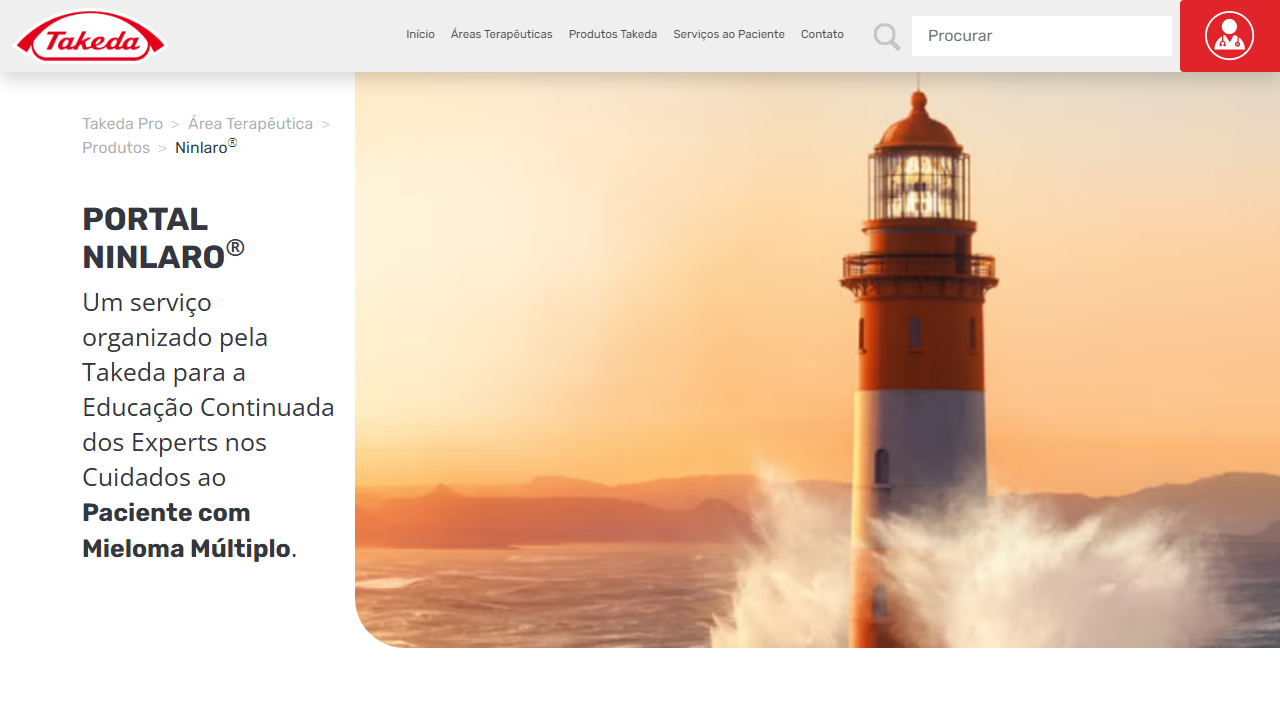 Takeda
Início Áreas Terapêuticas Produtos Takeda Serviços ao Paciente Contato
Procurar
Takeda Pro > Área Terapêutica >
Produtos > Ninlaro®
PORTAL
NINLARO®
Um serviço
organizado pela
Takeda para a
Educação Continuada
dos Experts nos
Cuidados ao
Paciente com
Mieloma Múltiplo.